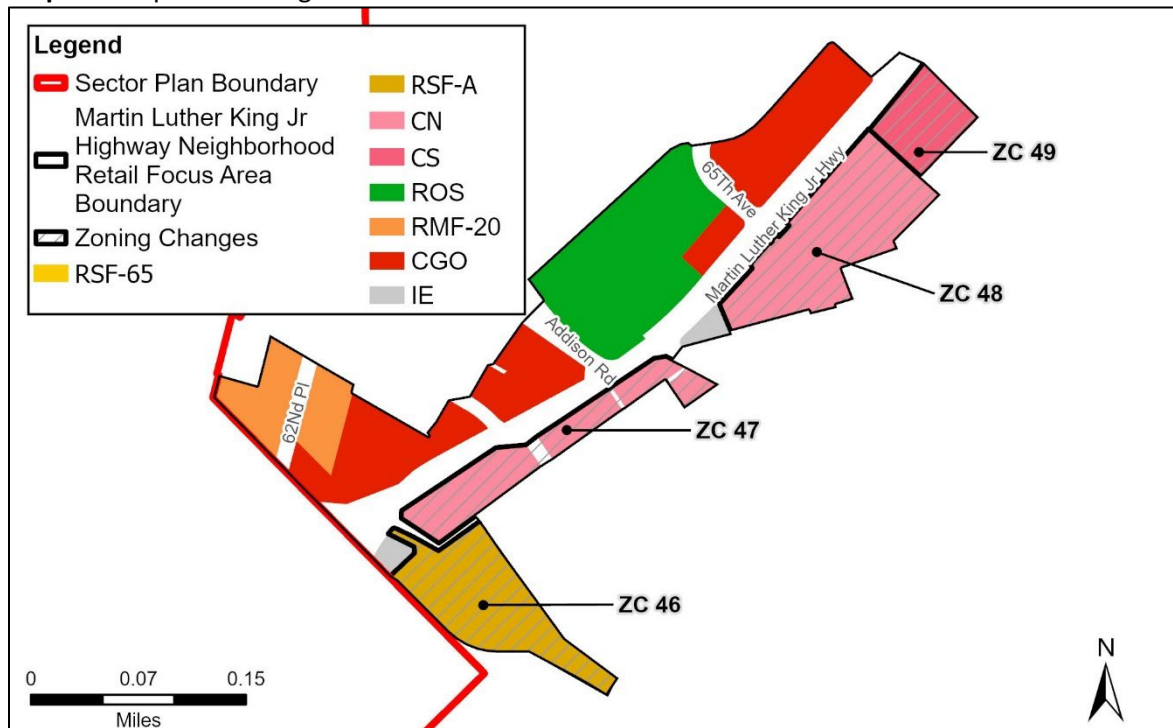 Legend
Sector Plan Boundary
Martin Luther King Jr
Highway Neighborhood
Retail Focus Area
Boundary
Zoning Changes
RSF-65
RSF-A
CN
CS
ROS
RMF-20
CGO
IE
ZC 49
65Th Ave
Martin Luther King Jr Hwy
ZC 48
Addison Rd
62Nd Pl
ZC 47
ZC 46
0 0.07 0.15
Miles
N